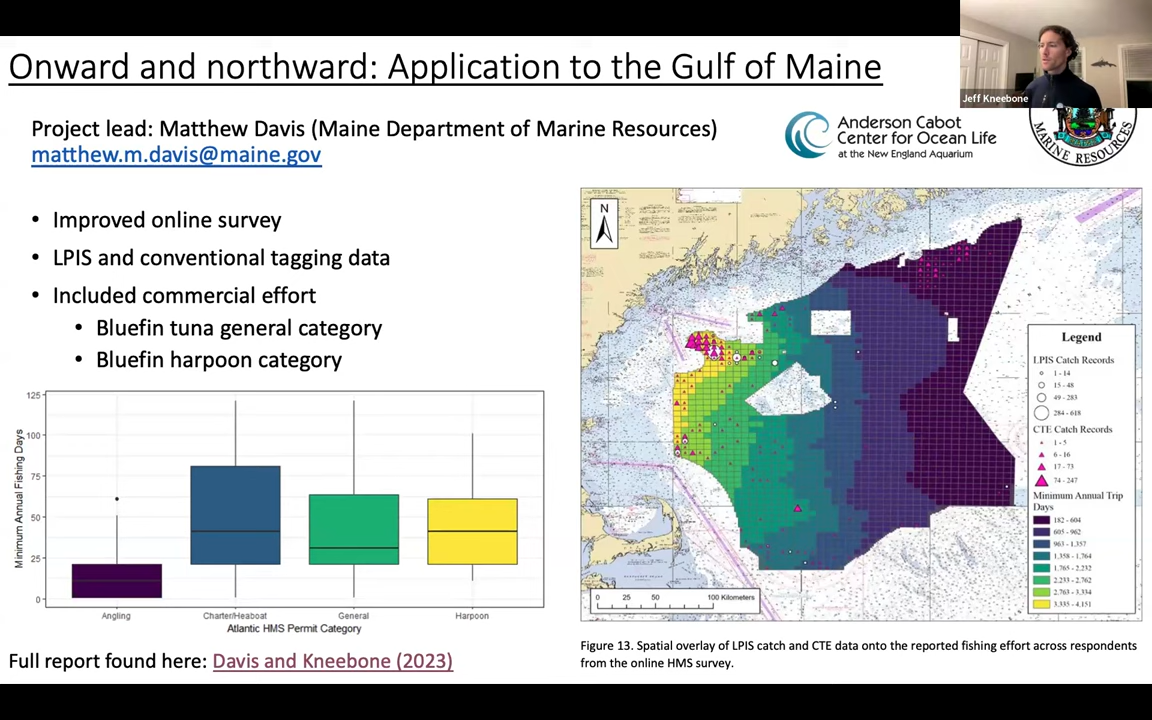 Onward and northward: Application to the Gulf of Maine
Jeff Kneebone
Project lead: Matthew Davis (Maine Department of Marine Resources)
matthew.m.davis@maine.gov
Anderson Cabot
Center for Ocean Life
at the New England Aquarium
MARINE RESOURCES
• Improved online survey
• LPIS and conventional tagging data
• Included commercial effort
• Bluefin tuna general category
• Bluefin harpoon category
125
100
75
50
25
0
Minimum Annual Fishing Days
Angling
Charter/Heaboat
General
Harpoon
Atlantic HMS Permit Category
Full report found here: Davis and Kneebone (2023)
N
Legend
LPIS Catch Records
1 - 14
15 - 48
49 - 283
284 - 618
CTE Catch Records
1 - 5
6 - 16
17 - 73
74 - 247
Minimum Annual Trip
Days
182 - 604
605 - 962
963 - 1,357
1,358 - 1,764
1,765 - 2,232
2,233 - 2,762
2,763 - 3,334
3,335 - 4,151
0 25 50 100 Kilometers
Figure 13. Spatial overlay of LPIS catch and CTE data onto the reported fishing effort across respondents
from the online HMS survey.